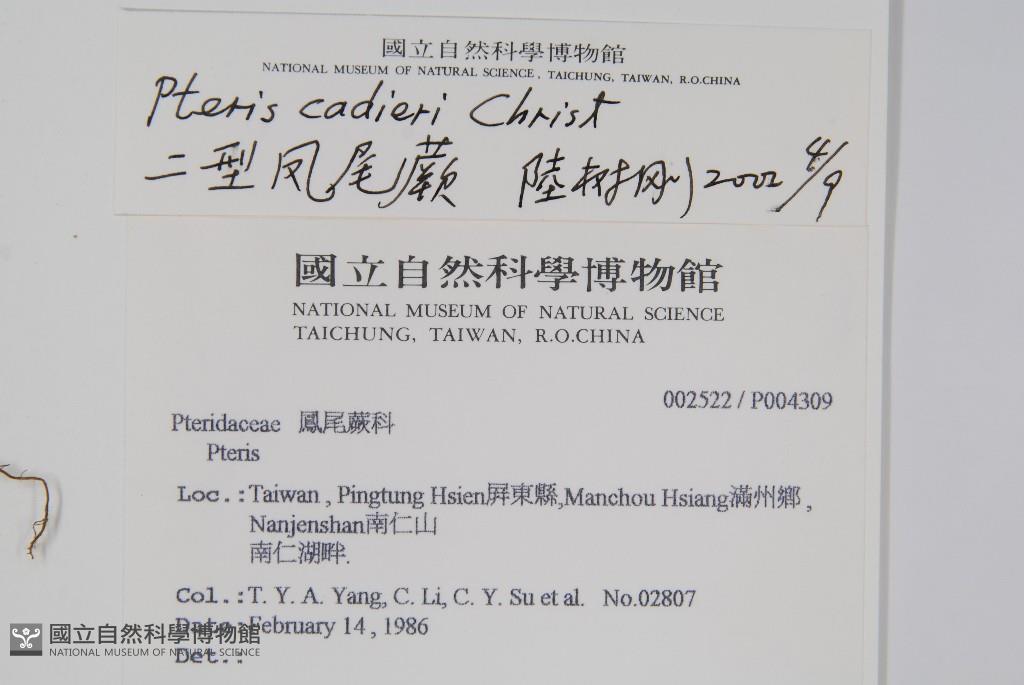 國立自然科學博物館
NATIONAL MUSEUM OF NATURAL SCIENCE, TAICHUNG, TAIWAN, R.O.CHINA
Pteris cadieri Christ
二型凤尾蕨 陸树刚 2002 4/9
國立自然科學博物館
NATIONAL MUSEUM OF NATURAL SCIENCE
TAICHUNG, TAIWAN, R.O.CHINA
002522 / P004309
Pteridaceae 鳳尾蕨科
Pteris
Loc.:Taiwan , Pingtung Hsien屏東縣,Manchou Hsiang滿州鄉 ,
Nanjenshan南仁山
南仁湖畔.
Col.:T. Y. A. Yang, C. Li, C. Y. Su et al. No.02807
Date:February 14 , 1986
Det.:
國立自然科學博物館
NATIONAL MUSEUM OF NATURAL SCIENCE